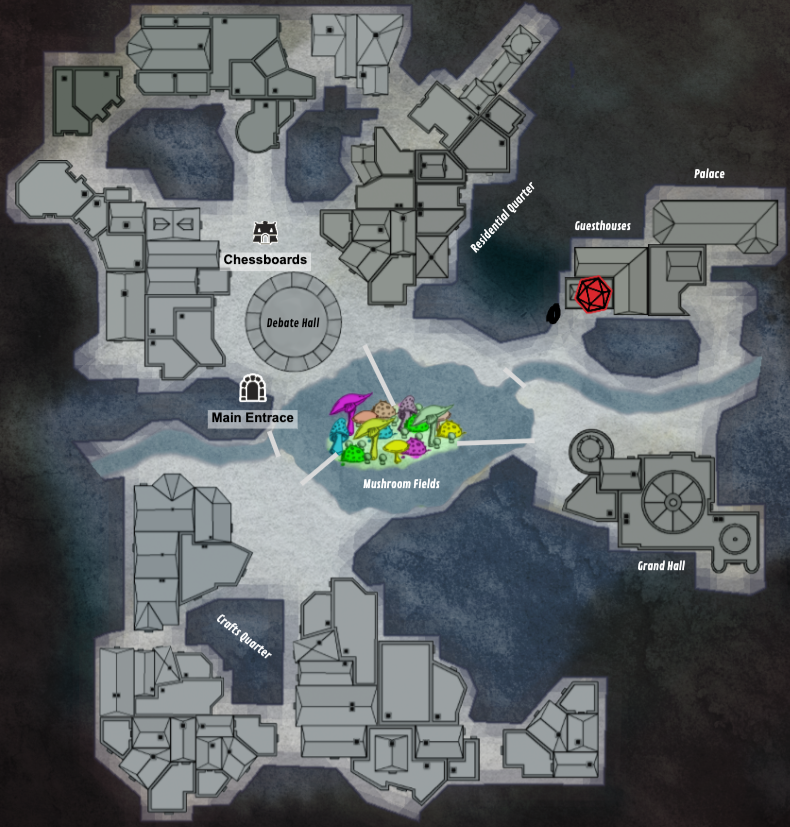 Palace
Residential Quarter
Guesthouses
Chessboards
Debate Hall
Main Entrace
Mushroom Fields
Grand Hall
Crafts Quarter